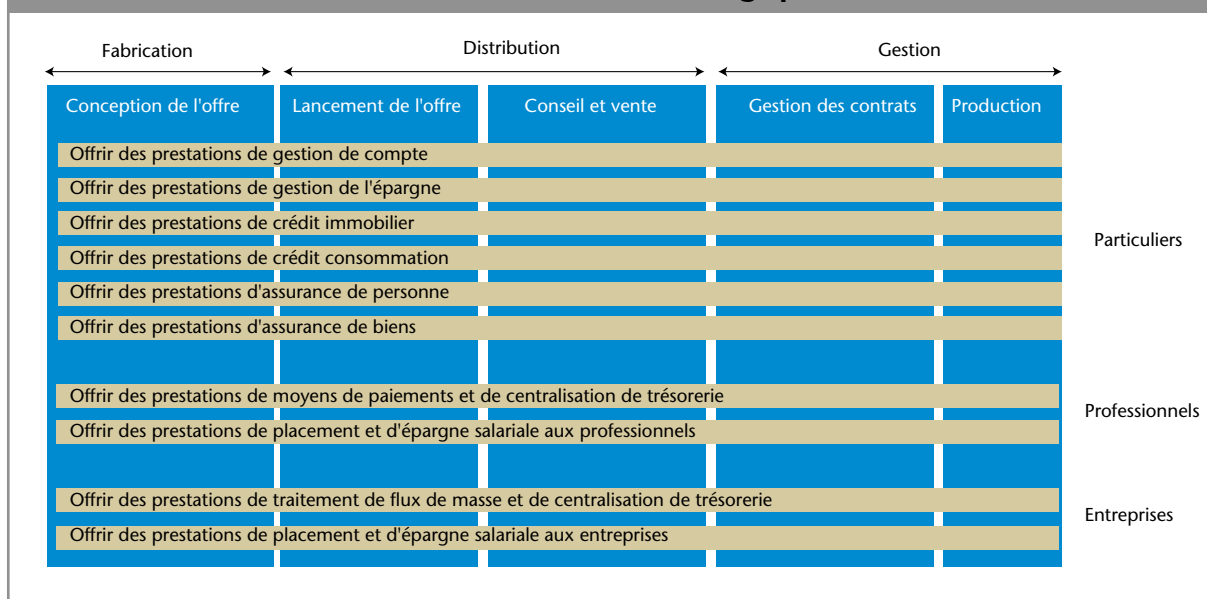 Fabrication Distribution Gestion
Conception de l'offre Lancement de l'offre Conseil et vente Gestion des contrats Production
Offrir des prestations de gestion de compte
Offrir des prestations de gestion de l'épargne
Offrir des prestations de crédit immobilier
Particuliers
Offrir des prestations de crédit consommation
Offrir des prestations d'assurance de personne
Offrir des prestations d'assurance de biens
Offrir des prestations de moyens de paiements et de centralisation de trésorerie
Professionnels
Offrir des prestations de placement et d'épargne salariale aux professionnels
Offrir des prestations de traitement de flux de masse et de centralisation de trésorerie
Entreprises
Offrir des prestations de placement et d'épargne salariale aux entreprises